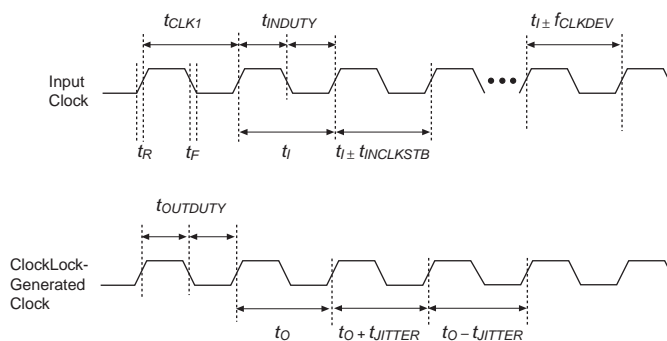 tCLK1 tINDUTY tI ± fCLKDEV
Input
Clock
tR tF tI tI ± tINCLKSTB
tOUTDUTY
ClockLock-
Generated
Clock
tO tO + tJITTER tO – tJITTER